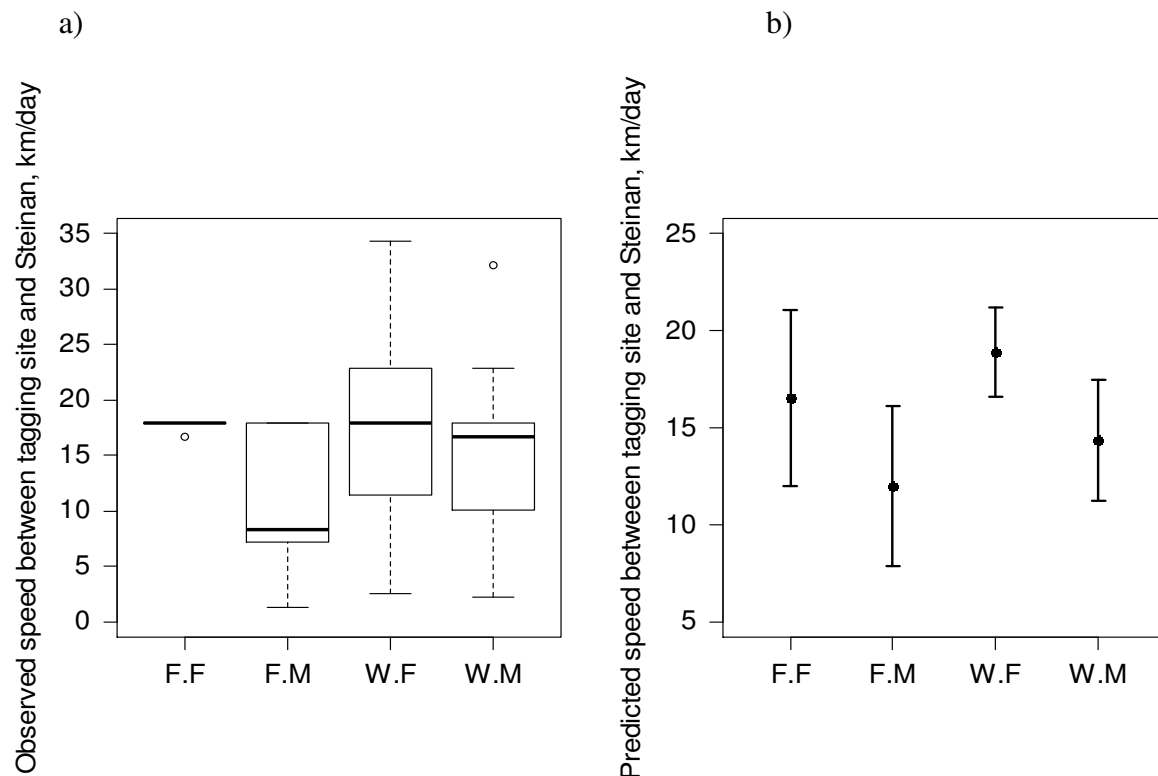 a)
Observed speed between tagging site and Steinan, km/day
35
30
25
20
15
10
5
0
F.F F.M W.F W.M
b)
Predicted speed betweeen tagging site and Steinan, km/day
25
20
15
10
5
F.F F.M W.F W.M